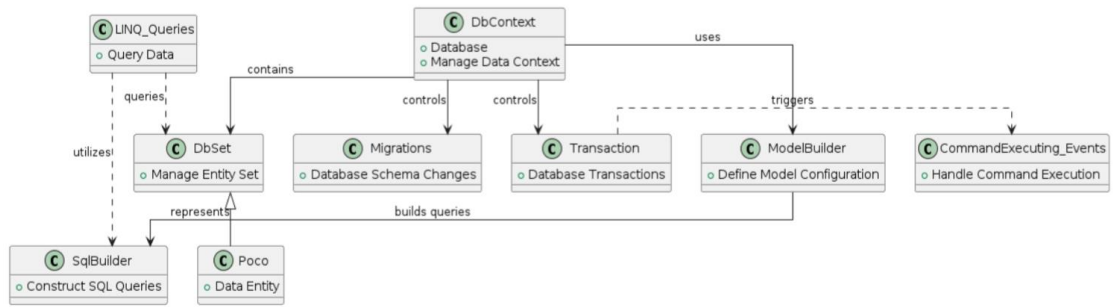 C LINQ_Queries
Query Data
C DbContext
Database
Manage Data Context
uses
contains
queries
controls
controls
triggers
utilizes
C DbSet
Manage Entity Set
C Migrations
Database Schema Changes
C Transaction
Database Transactions
C ModelBuilder
Define Model Configuration
C CommandExecuting_Events
Handle Command Execution
represents
builds queries
C SqlBuilder
Construct SQL Queries
C Poco
Data Entity